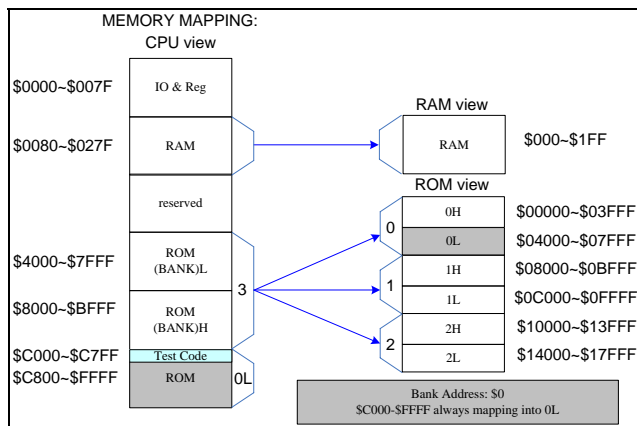 MEMORY MAPPING:
CPU view
$0000~$007F
IO & Reg
RAM view
$0080~$027F
RAM
RAM
$000~$1FF
ROM view
reserved
0
0H
$00000~$03FFF
0L
$04000~$07FFF
$4000~$7FFF
ROM
(BANK)L
3
1
1H
$08000~$0BFFF
1L
$0C000~$0FFFF
$8000~$BFFF
ROM
(BANK)H
2
2H
$10000~$13FFF
2L
$14000~$17FFF
$C000~$C7FF
Test Code
$C800~$FFFF
ROM
0L
Bank Address: $0
$C000-$FFFF always mapping into 0L